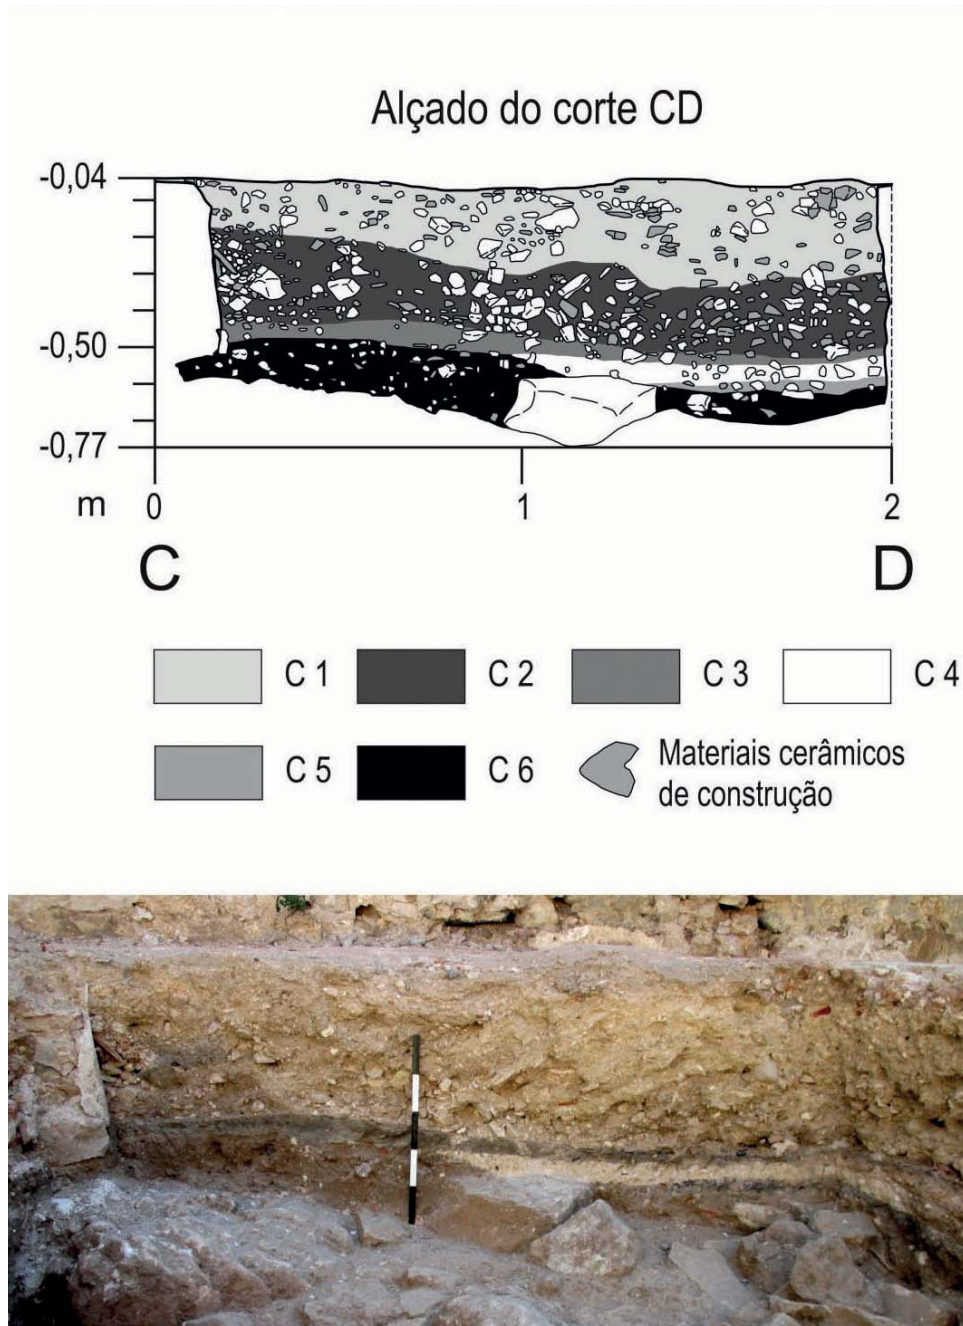 Alçado do corte CD
-0,04
-0,50
-0,77
m 0 1 2
C D
C 1 C 2 C 3 C 4
C 5 C 6 Materiais cerâmicos
de construção